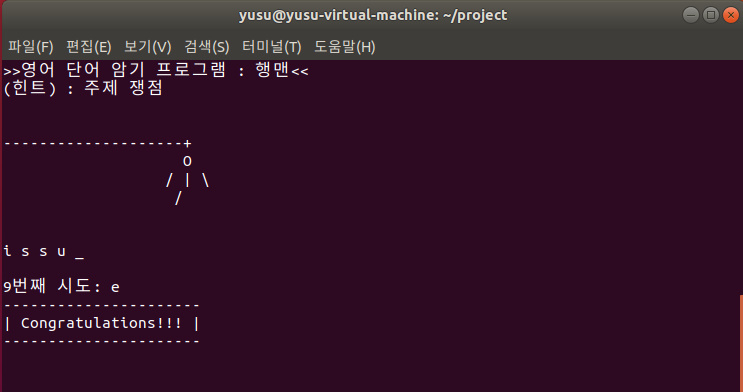 yusu@yusu-virtual-machine: ~/project
파일(F) 편집(E) 보기(V) 검색(S) 터미널(T) 도움말(H)
>>영어 단어 암기 프로그램 : 행맨<<
(힌트) : 주제 쟁점
--------------------+
O
/ | \
/
i s s u _
9번째 시도: e
----------------------
| Congratulations!!! |
----------------------